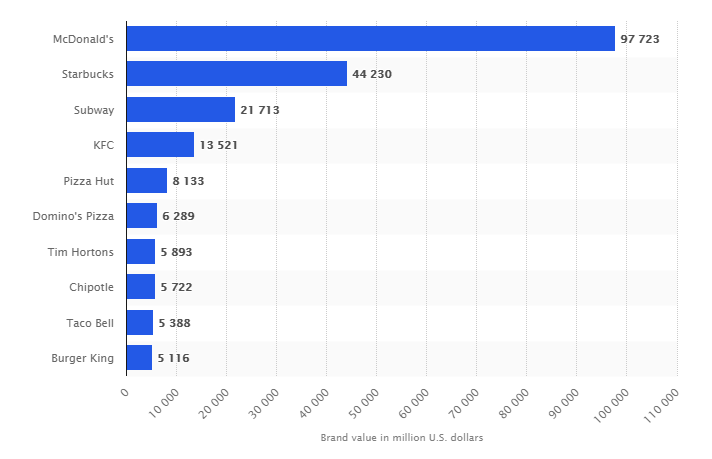 McDonald's 97 723
Starbucks 44 230
Subway 21 713
KFC 13 521
Pizza Hut 8 133
Domino's Pizza 6 289
Tim Hortons 5 893
Chipotle 5 722
Taco Bell 5 388
Burger King 5 116
0 10 000 20 000 30 000 40 000 50 000 60 000 70 000 80 000 90 000 100 000 110 000
Brand value in million U.S. dollars